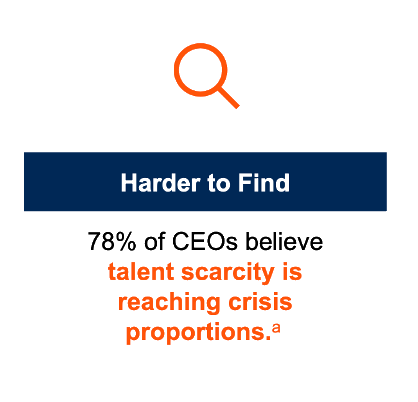 Harder to Find
78% of CEOs believe
talent scarcity is
reaching crisis
proportions.ª